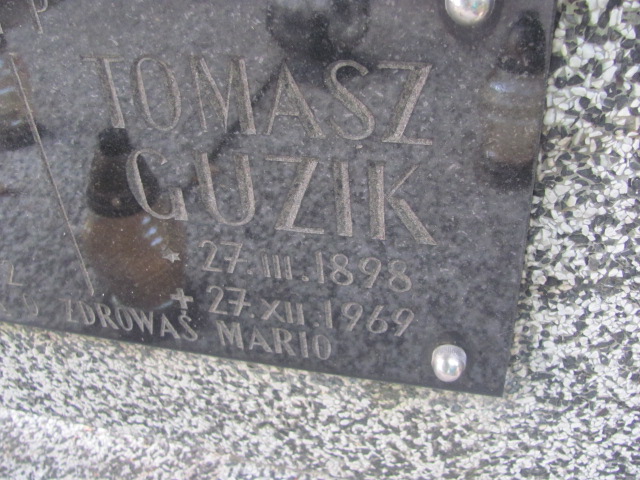 TOMASZ
GUZIK
* 27.III.1898
+ 27.XII.1969
ZDROWAŚ MARIO